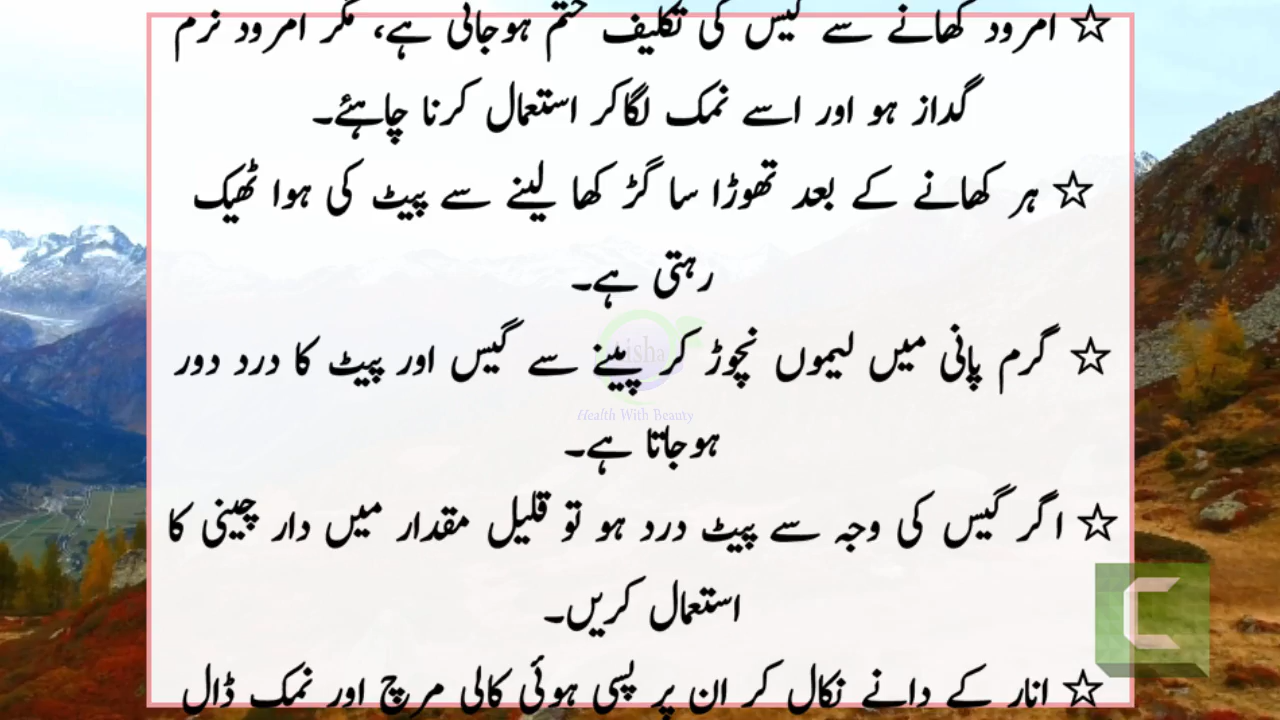 ☆ امرود کھانے سے گیس کی تکلیف ختم ہوجاتی ہے، مگر امرود نرم
گداز ہو اور اسے نمک لگاکر استعمال کرنا چاہئے۔
☆ ہر کھانے کے بعد تھوڑا سا گڑ کھا لینے سے پیٹ کی ہوا ٹھیک
رہتی ہے۔
☆ گرم پانی میں لیموں نچوڑ کر پینے سے گیس اور پیٹ کا درد دور
ہوجاتا ہے۔
☆ اگر گیس کی وجہ سے پیٹ درد ہو تو قلیل مقدار میں دار چینی کا
استعمال کریں۔
☆ انار کے دانے نکال کر ان پر پسی ہوئی کالی مرچ اور نمک ڈال
Aisha
Health With Beauty